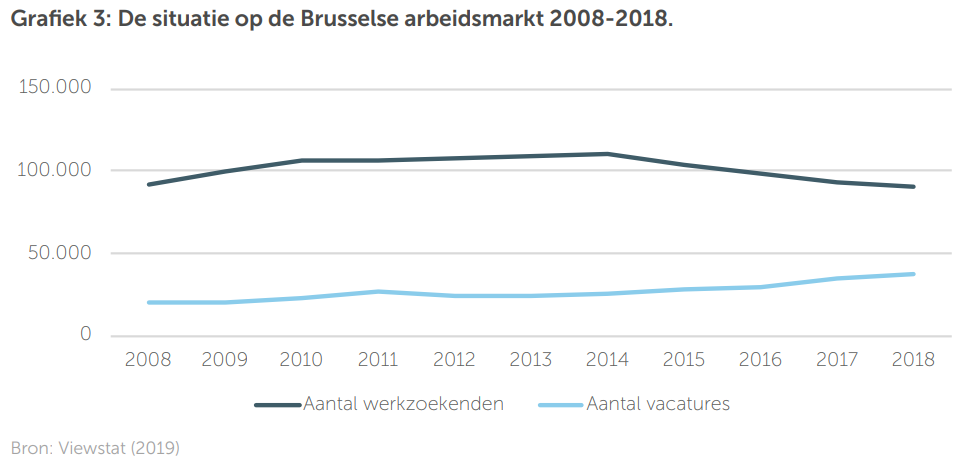 Grafiek 3: De situatie op de Brusselse arbeidsmarkt 2008-2018.
150.000
100.000
50.000
0
2008 2009 2010 2011 2012 2013 2014 2015 2016 2017 2018
Aantal werkzoekenden Aantal vacatures
Bron: Viewstat (2019)